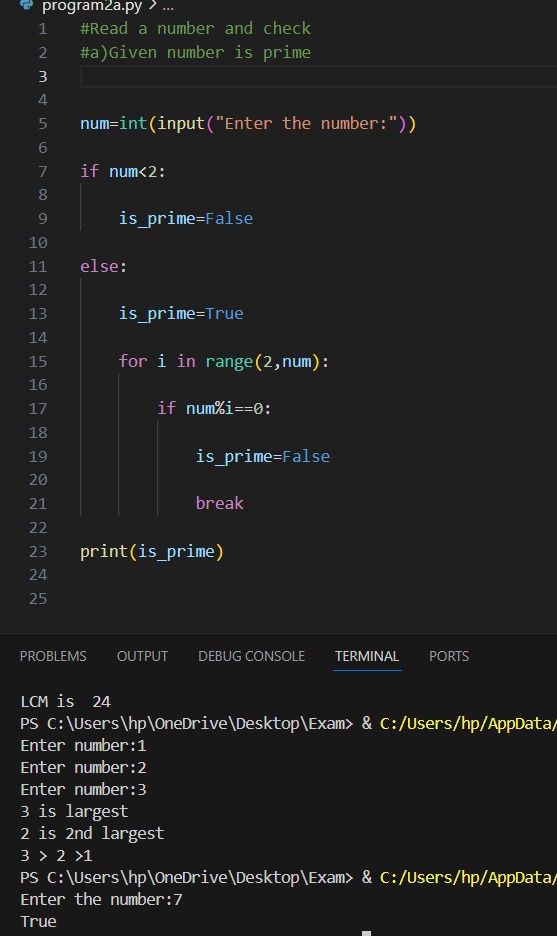 program2a.py > ...
1 #Read a number and check
2 #a)Given number is prime
3
4
5 num=int(input("Enter the number:"))
6
7 if num<2:
8
9 is_prime=False
10
11 else:
12
13 is_prime=True
14
15 for i in range(2,num):
16
17 if num%i==0:
18
19 is_prime=False
20
21 break
22
23 print(is_prime)
24
25
PROBLEMS OUTPUT DEBUG CONSOLE TERMINAL PORTS
LCM is  24
PS C:\Users\hp\OneDrive\Desktop\Exam> & C:/Users/hp/AppData/
Enter number:1
Enter number:2
Enter number:3
3 is largest
2 is 2nd largest
3 > 2 >1
PS C:\Users\hp\OneDrive\Desktop\Exam> & C:/Users/hp/AppData/
Enter the number:7
True